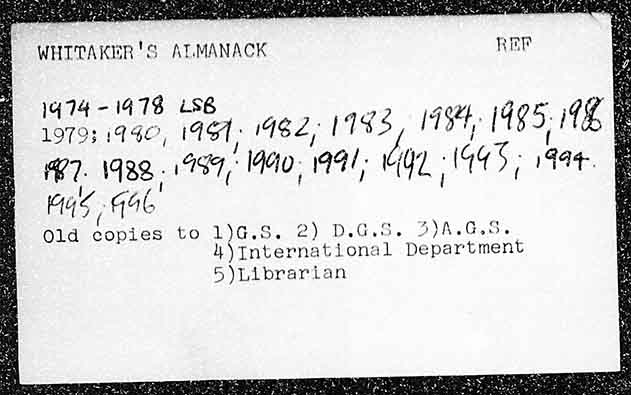 WHITAKER'S ALMANACK REF
1974-1978 LSB
1979; 1980, 1981; 1982; 1983, 1984; 1985; 1986
1987. 1988. 1989; 1990; 1991; 1992; 1993; 1994.
1995; 1996
Old copies to 1)G.S. 2) D.G.S. 3)A.G.S.
4)International Department
5)Librarian